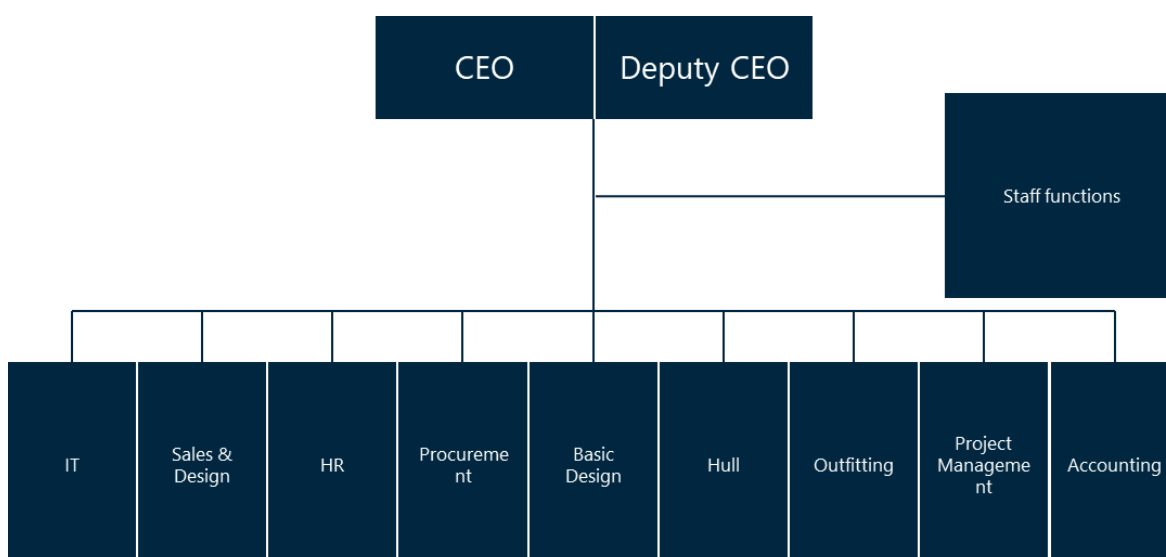 CEO
Deputy CEO
Staff functions
IT
Sales &
Design
HR
Procureme
nt
Basic
Design
Hull
Outfitting
Project
Manageme
nt
Accounting